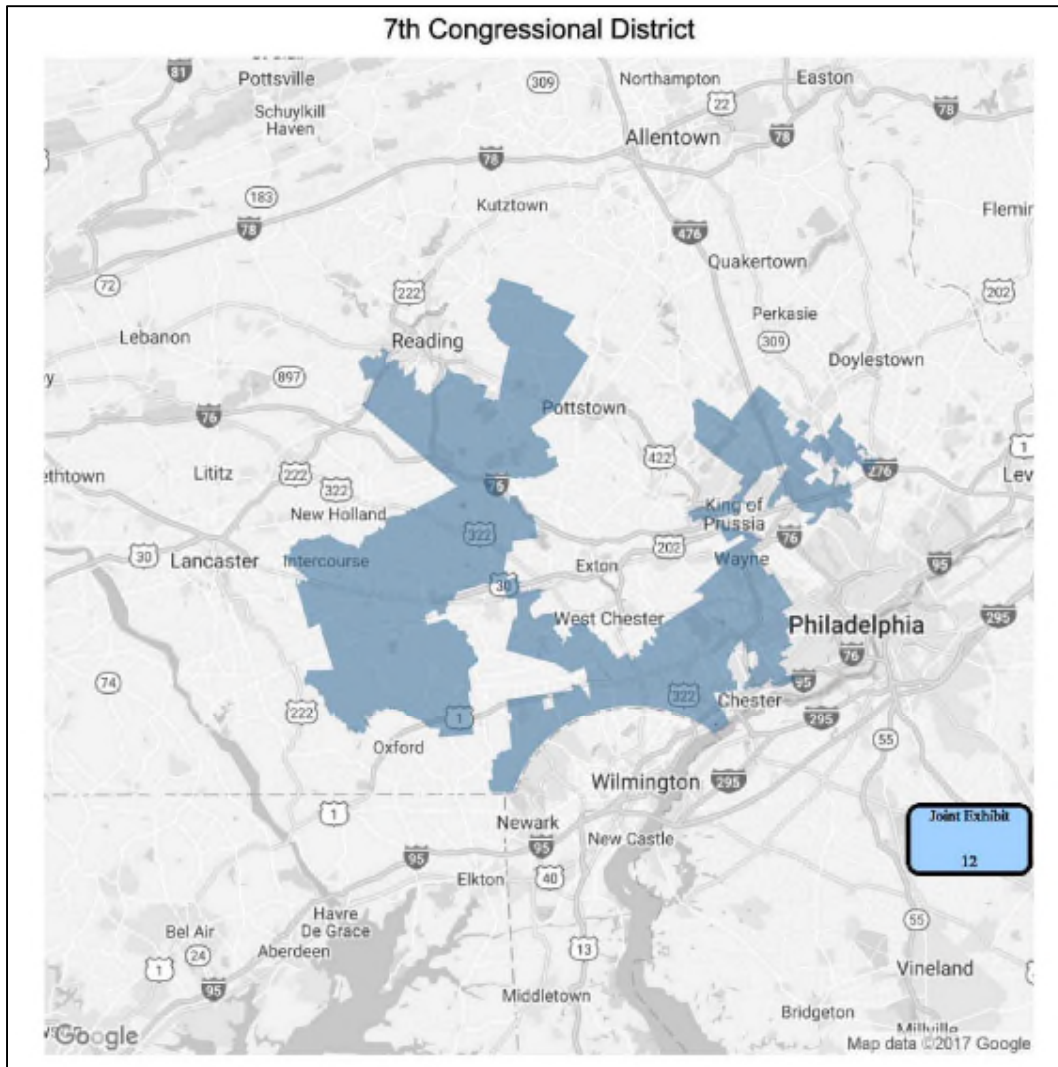 7th Congressional District
81
Pottsville
309
Northampton
Easton
22
78
Schuylkill
Haven
Allentown
78
78
183
Kutztown
Flemin
78
476
Quakertown
72
222
202
Perkasie
Lebanon
Reading
309
Doylestown
897
Pottstown
76
1
422
276
Lititz
ethtown
222
322
76
Lev
New Holland
King of
Prussia
322
76
202
30
Lancaster
Intercourse
Exton
Wayne
95
30
West Chester
295
Philadelphia
76
74
322
95
222
1
Chester
295
Oxford
55
Wilmington
295
1
Joint Exhibit
12
Newark
New Castle
95
95
Elkton
40
Havre
De Grace
55
Bel Air
24
Aberdeen
13
1
Vineland
95
Middletown
Bridgeton
Millville
Google
Map data ©2017 Google